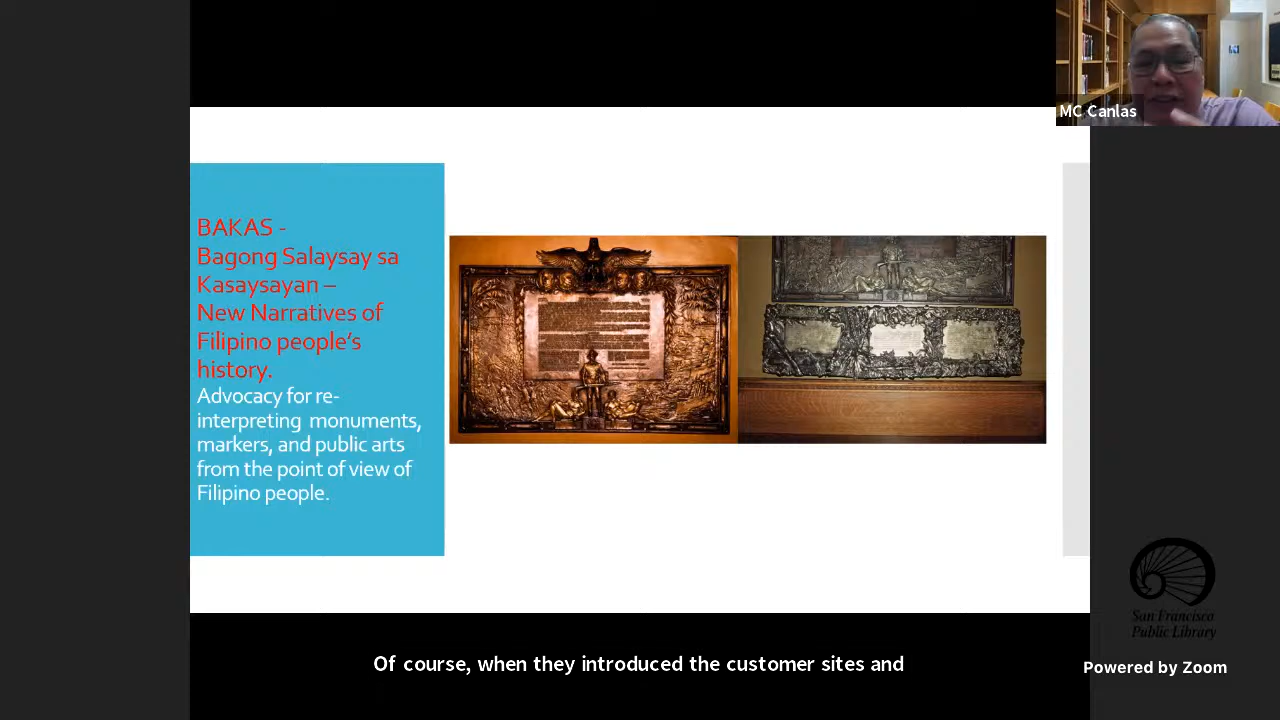 MC Canlas
BAKAS -
Bagong Salaysay sa
Kasaysayan –
New Narratives of
Filipino people's
history.
Advocacy for re-
interpreting monuments,
markers, and public arts
from the point of view of
Filipino people.
San Francisco
Public Library
Of course, when they introduced the customer sites and
Powered by Zoom